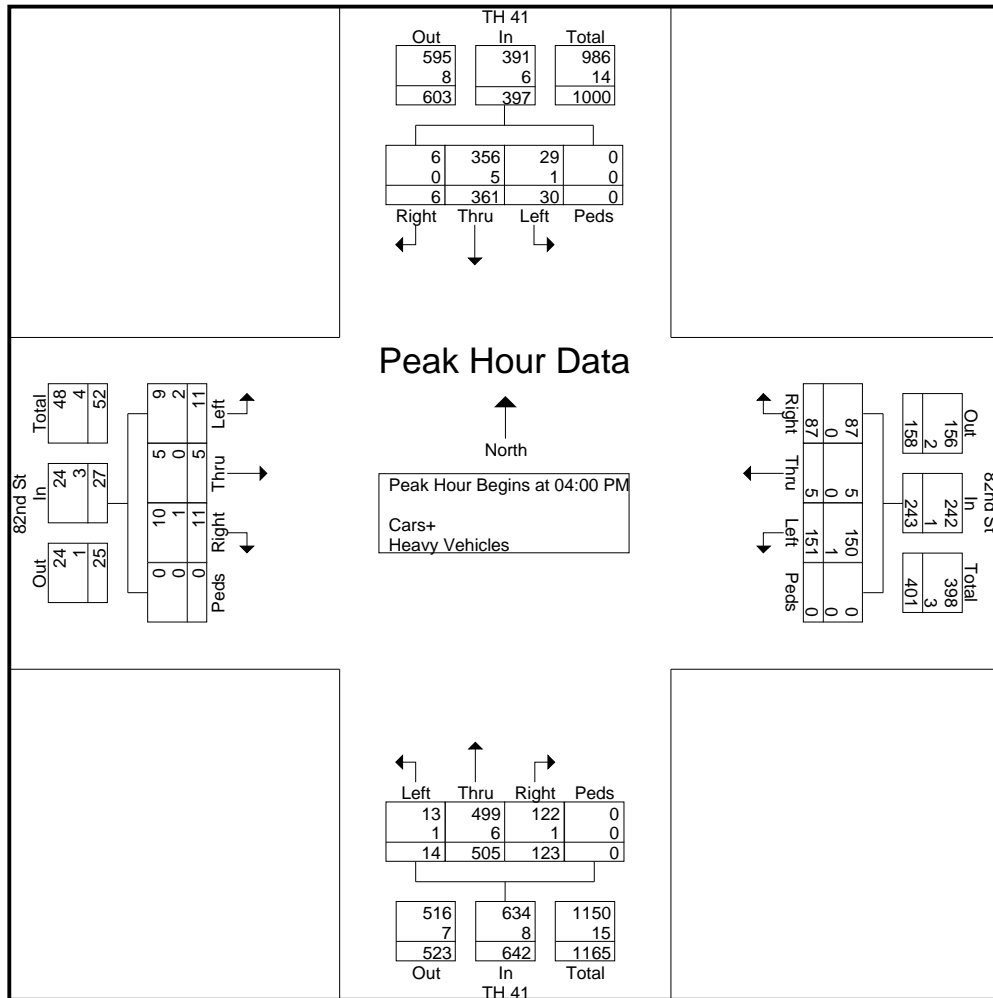 TH 41
Out In Total
595 391 986
8 6 14
603 397 1000
6 356 29 0
0 5 1 0
6 361 30 0
Right Thru Left Peds
Peak Hour Data
North
Peak Hour Begins at 04:00 PM
Cars+
Heavy Vehicles
82nd St
Total In Out
48 24 24
4 3 1
52 27 25
9 5 10 0
2 0 1 0
11 5 11 0
Left Thru Right Peds
82nd St
Out In Total
156 242 398
2 1 3
158 243 401
87 5 150 0
0 0 1 0
87 5 151 0
Right Thru Left Peds
Left Thru Right Peds
13 499 122 0
1 6 1 0
14 505 123 0
516 634 1150
7 8 15
523 642 1165
Out In Total
TH 41